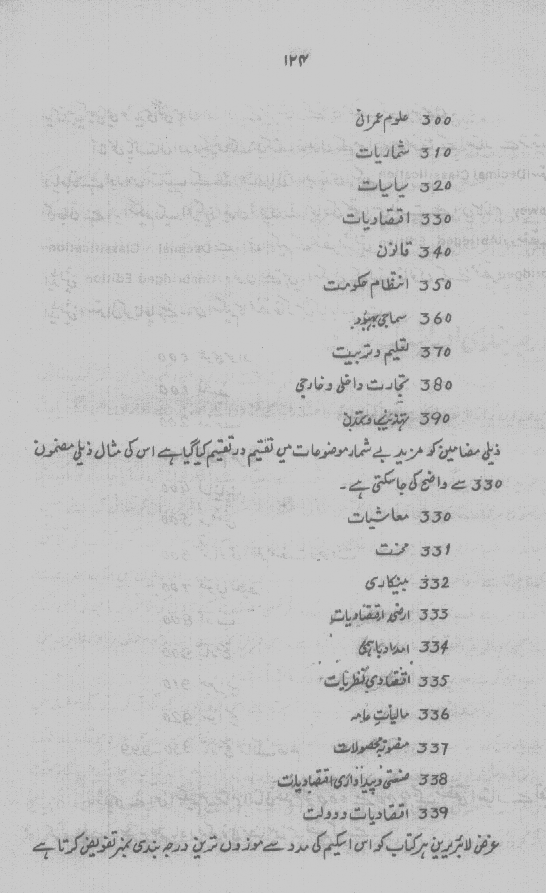 ۱۲۴
300 علوم عمرانی
310 شماریات
320 سیاسیات
330 اقتصادیات
340 قانون
350 انتظام حکومت
360 سماجی بہبود
370 تعلیم و تربیت
380 تجارت داخلی و خارجی
390 تہذیب و تمدن
ذیلی مضامین کو مزید بے شمار موضوعات میں تقسیم در تقسیم کیا گیا ہے اس کی مثال ذیلی مضمون
330 سے واضح کی جا سکتی ہے۔
330 معاشیات
331 محنت
332 بینکاری
333 ارضی اقتصادیات
334 امداد باہمی
335 اقتصادی نظریات
336 مالیات عامہ
337 محصولات
338 صنعتی و پیداواری اقتصادیات
339 اقتصادیات دولت
غرض لائبریرین ہر کتاب کو اس اسکیم کی مدد سے موزوں ترین درجہ بندی نمبر تفویض کرتا ہے